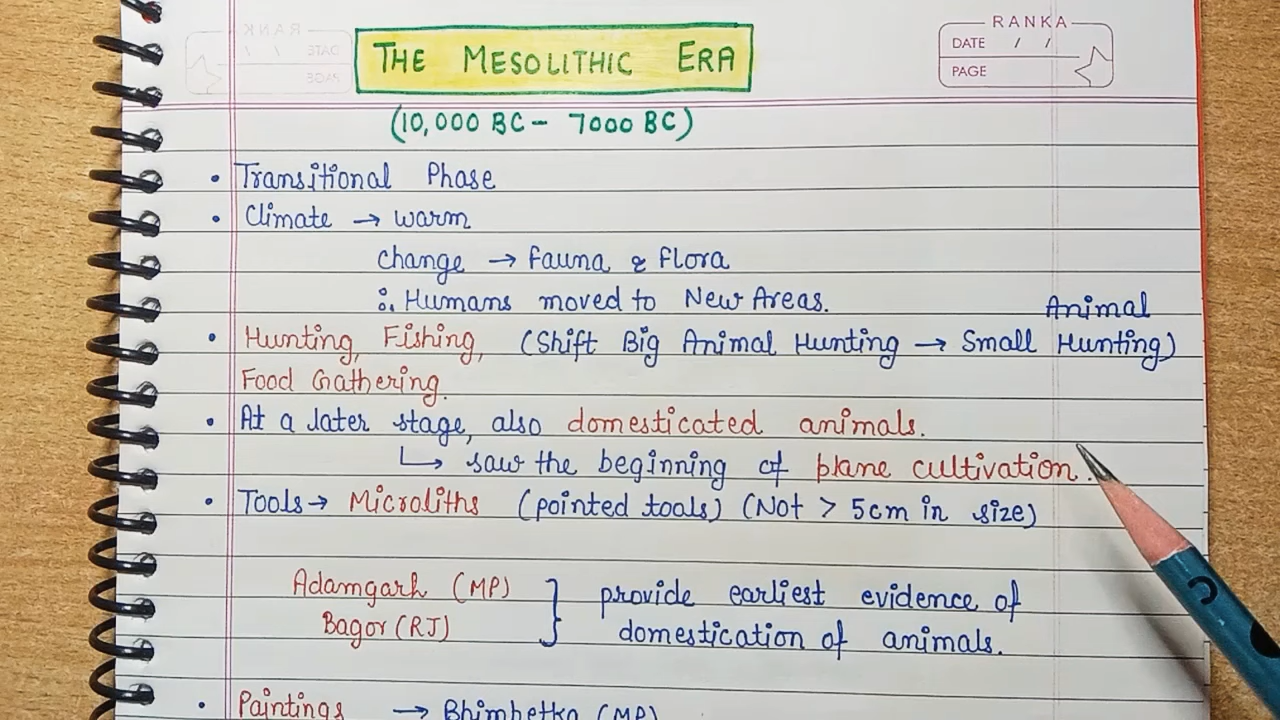 RANKA
DATE / /
PAGE
THE MESOLITHIC ERA
(10,000 BC - 7000 BC)
• Transitional Phase
• Climate → warm
change → fauna & flora
∴ Humans moved to New Areas.
• Hunting, Fishing, (Shift Big Animal Hunting → Small Animal Hunting)
Food Gathering.
• At a later stage, also domesticated animals.
↳ saw the beginning of plane cultivation.
• Tools → Microliths (pointed tools) (Not > 5cm in size)
Adamgarh (MP) } provide earliest evidence of
Bagor (RJ) domestication of animals.
• Paintings → Bhimbetka (MP)